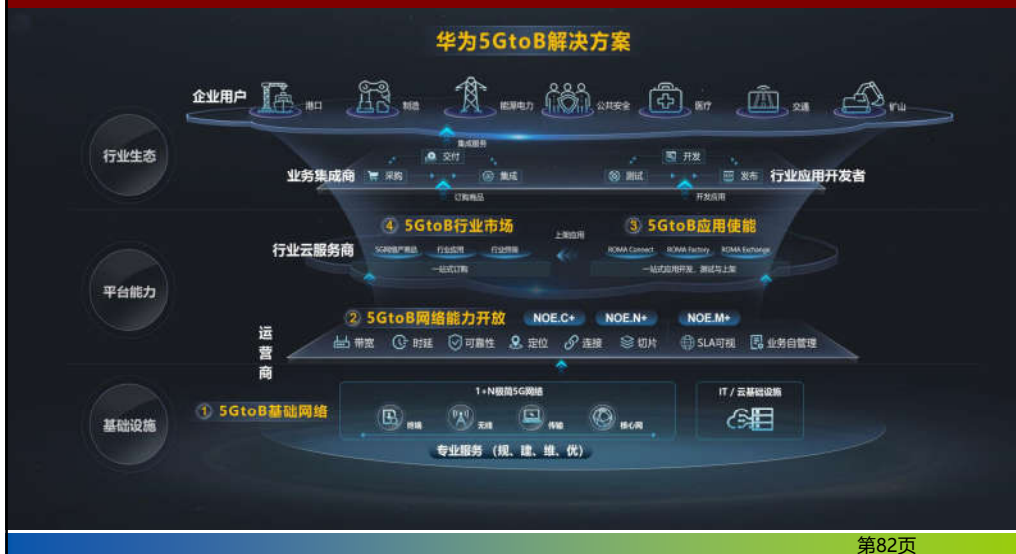 华为5GtoB解决方案
企业用户
港口
制造
能源电力
公共安全
医疗
交通
矿山
行业生态
集成服务
业务集成商
采购
交付
集成
测试
开发
发布
行业应用开发者
订购商品
开发应用
④ 5GtoB行业市场
上架应用
③ 5GtoB应用使能
行业云服务商
5G网络产商品
行业应用
行业终端
ROMA Connect
ROMA Factory
ROMA Exchange
一站式订购
一站式应用开发、测试与上架
平台能力
② 5GtoB网络能力开放
NOE.C+
NOE.N+
NOE.M+
运营商
带宽
时延
可靠性
定位
连接
切片
SLA可视
业务自管理
基础设施
① 5GtoB基础网络
1+N极简5G网络
终端
无线
传输
核心网
IT / 云基础设施
专业服务（规、建、维、优）
第82页